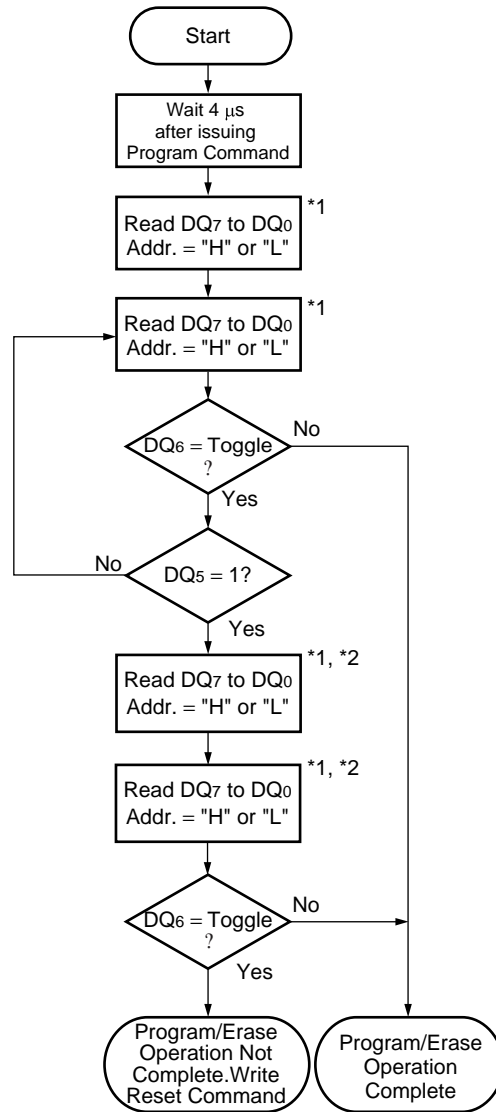 Start
Wait 4 μs
after issuing
Program Command
*1
Read DQ7 to DQ0
Addr. = "H" or "L"
*1
Read DQ7 to DQ0
Addr. = "H" or "L"
DQ6 = Toggle
?
No
Yes
No
DQ5 = 1?
Yes
*1, *2
Read DQ7 to DQ0
Addr. = "H" or "L"
*1, *2
Read DQ7 to DQ0
Addr. = "H" or "L"
DQ6 = Toggle
?
No
Yes
Program/Erase
Operation Not
Complete.Write
Reset Command
Program/Erase
Operation
Complete